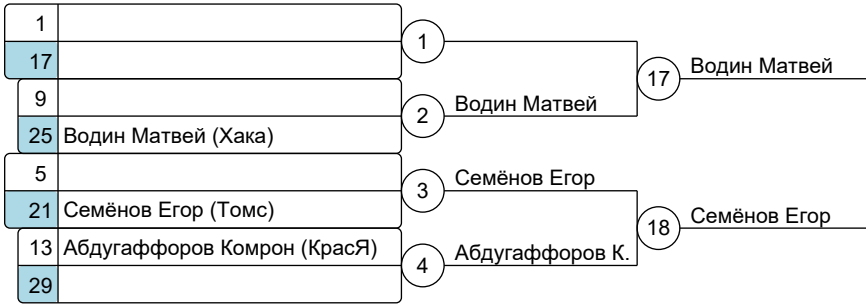 1
17
1
9
25 Водин Матвей (Хака)
2
Водин Матвей
17
Водин Матвей
5
21 Семёнов Егор (Томс)
3
Семёнов Егор
13 Абдугаффоров Комрон (КрасЯ)
29
4
Абдугаффоров К.
18
Семёнов Егор